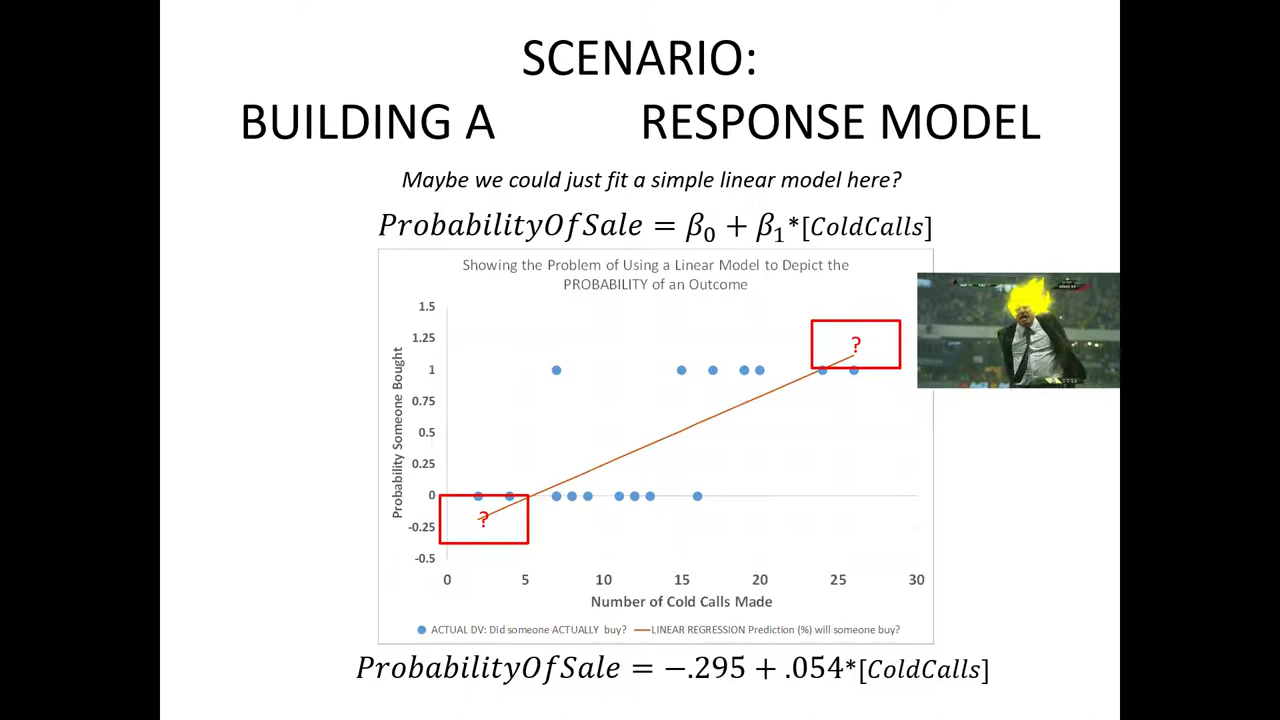 SCENARIO:
BUILDING A RESPONSE MODEL
Maybe we could just fit a simple linear model here?
ProbabilityOfSale = β₀ + β₁*[ColdCalls]
Showing the Problem of Using a Linear Model to Depict the
PROBABILITY of an Outcome
1.5
1.25
1
0.75
0.5
0.25
0
-0.25
-0.5
Probability Someone Bought
?
?
0 5 10 15 20 25 30
Number of Cold Calls Made
ACTUAL DV: Did someone ACTUALLY buy? LINEAR REGRESSION Prediction (%) will someone buy?
ProbabilityOfSale = −.295 + .054*[ColdCalls]